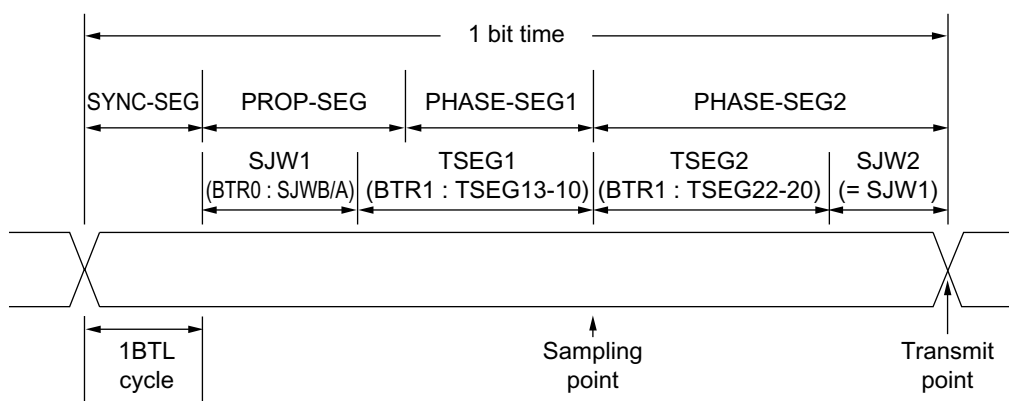 1 bit time
SYNC-SEG PROP-SEG PHASE-SEG1 PHASE-SEG2
SJW1 TSEG1 TSEG2 SJW2
(BTR0 : SJWB/A) (BTR1 : TSEG13-10) (BTR1 : TSEG22-20) (= SJW1)
1BTL Sampling Transmit
cycle point point